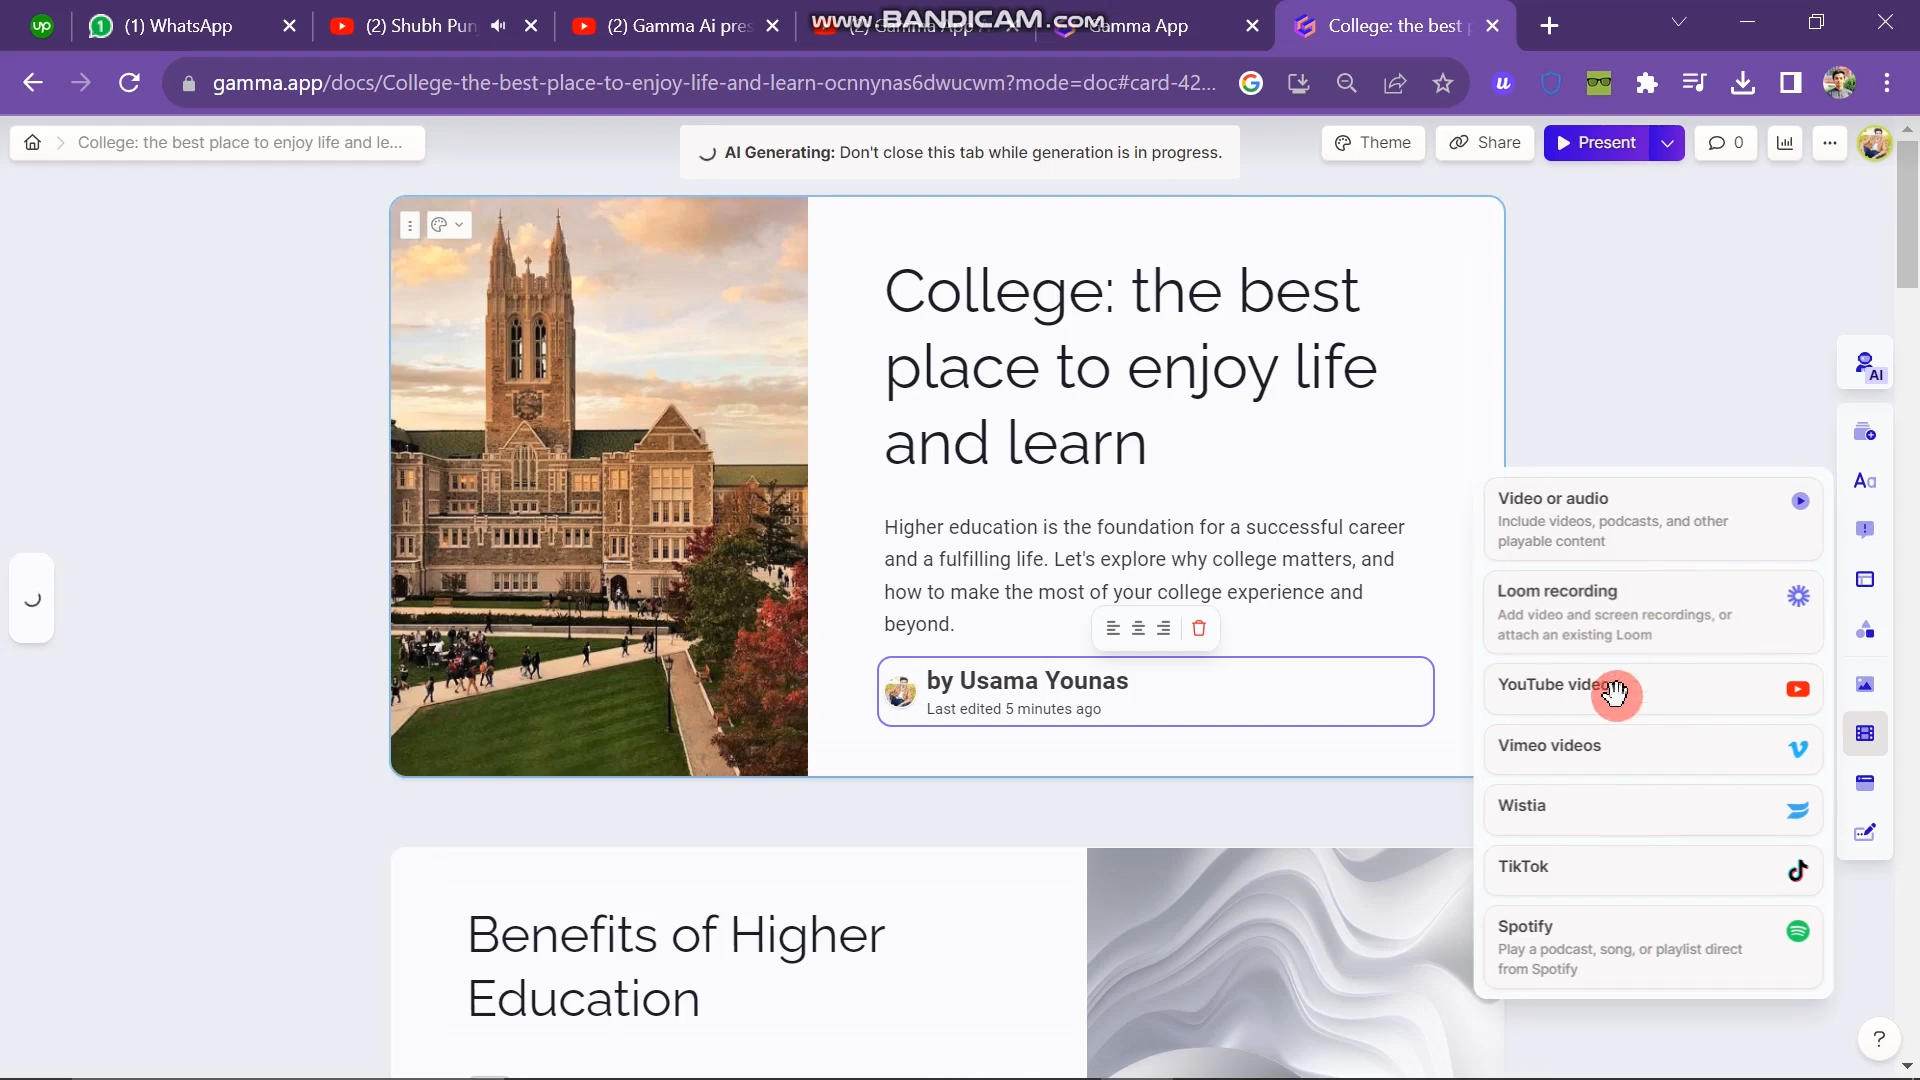 up
(1) WhatsApp
(2) Shubh Pun
(2) Gamma Ai pres
(2) Gamma App
Gamma App
College: the best p
www.BANDICAM.com
gamma.app/docs/College-the-best-place-to-enjoy-life-and-learn-ocnnynas6dwucwm?mode=doc#card-42...
College: the best place to enjoy life and le...
AI Generating: Don't close this tab while generation is in progress.
Theme
Share
Present
0
College: the best
place to enjoy life
and learn
Higher education is the foundation for a successful career
and a fulfilling life. Let's explore why college matters, and
how to make the most of your college experience and
beyond.
by Usama Younas
Last edited 5 minutes ago
Benefits of Higher
Education
AI
Aa
Video or audio
Include videos, podcasts, and other
playable content
Loom recording
Add video and screen recordings, or
attach an existing Loom
YouTube videos
Vimeo videos
Wistia
TikTok
Spotify
Play a podcast, song, or playlist direct
from Spotify
?